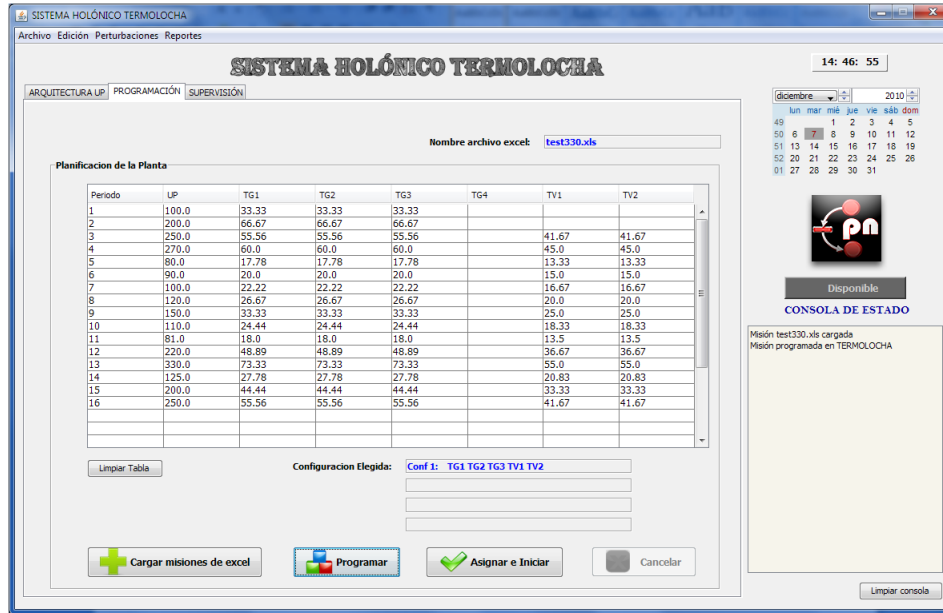 SISTEMA HOLÓNICO TERMOLOCHA
Archivo Edición Perturbaciones Reportes
SISTEMA HOLÓNICO TERMOLOCHA
14: 46: 55
ARQUITECTURA UP PROGRAMACIÓN SUPERVISIÓN
diciembre 2010
lun mar mié jue vie sáb dom
49 1 2 3 4 5
50 6 7 8 9 10 11 12
51 13 14 15 16 17 18 19
52 20 21 22 23 24 25 26
01 27 28 29 30 31
Nombre archivo excel: test330.xls
Planificacion de la Planta
Periodo UP TG1 TG2 TG3 TG4 TV1 TV2
1 100.0 33.33 33.33 33.33
2 200.0 66.67 66.67 66.67
3 250.0 55.56 55.56 55.56 41.67 41.67
4 270.0 60.0 60.0 60.0 45.0 45.0
5 80.0 17.78 17.78 17.78 13.33 13.33
6 90.0 20.0 20.0 20.0 15.0 15.0
7 100.0 22.22 22.22 22.22 16.67 16.67
8 120.0 26.67 26.67 26.67 20.0 20.0
9 150.0 33.33 33.33 33.33 25.0 25.0
10 110.0 24.44 24.44 24.44 18.33 18.33
11 81.0 18.0 18.0 18.0 13.5 13.5
12 220.0 48.89 48.89 48.89 36.67 36.67
13 330.0 73.33 73.33 73.33 55.0 55.0
14 125.0 27.78 27.78 27.78 20.83 20.83
15 200.0 44.44 44.44 44.44 33.33 33.33
16 250.0 55.56 55.56 55.56 41.67 41.67
pn
Disponible
CONSOLA DE ESTADO
Misión test330.xls cargada
Misión programada en TERMOLOCHA
Limpiar Tabla
Configuracion Elegida: Conf 1: TG1 TG2 TG3 TV1 TV2
Cargar misiones de excel
Programar
Asignar e Iniciar
Cancelar
Limpiar consola